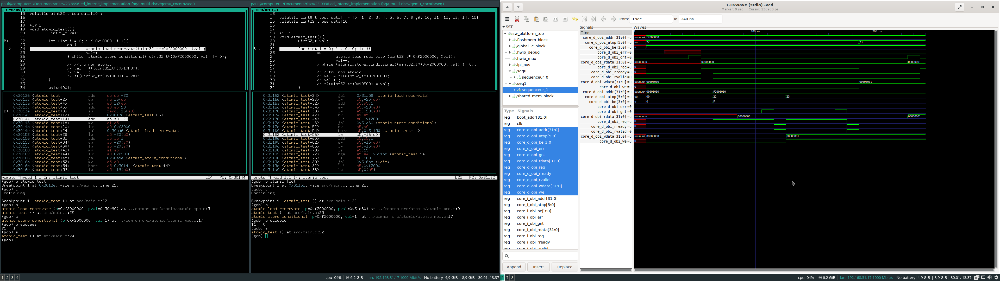 paul@computer:~/Documents/riscv/23-9996-ed_interne_implementation-fpga-multi-riscv/qemu_cocotb/seq0
src/main.c
15 volatile uint32_t bss_data[10];
16
17
18 #if 1
19 void atomic_test(){
20 uint32_t val;
21
B+ 22 for (int i = 0; i < 0x10000; i++){
23 do {
> 24 atomic_load_reservate((uint32_t*)0xf2000000, &val);
25 val++;
26 } while (atomic_store_conditional((uint32_t*)0xf2000000, val) != 0);
27
28 // //try non atomic
29 // val = *((uint32_t*)0x10F00);
30 // val ++;
31 // *((uint32_t*)0x10F00) = val;
32 }
33
34 wait(100);
0x30136 <atomic_test> add sp,sp,-20
0x30138 <atomic_test+2> sw ra,16(sp)
0x3013a <atomic_test+4> sw s0,12(sp)
0x3013c <atomic_test+6> add s0,sp,20
B+ 0x3013e <atomic_test+8> sw zero,-16(s0)
0x30142 <atomic_test+12> j 0x30178 <atomic_test+66>
> 0x30144 <atomic_test+14> add a5,s0,-20
0x30148 <atomic_test+18> mv a1,a5
0x3014a <atomic_test+20> lui a0,0xf2000
0x3014e <atomic_test+24> jal 0x30ad6 <atomic_load_reservate>
0x30152 <atomic_test+28> lw a5,-20(s0)
0x30156 <atomic_test+32> add a5,a5,1
0x30158 <atomic_test+34> sw a5,-20(s0)
0x3015c <atomic_test+38> lw a5,-20(s0)
0x30160 <atomic_test+42> mv a1,a5
0x30162 <atomic_test+44> lui a0,0xf2000
0x30166 <atomic_test+48> jal 0x30ade <atomic_store_conditional>
0x3016a <atomic_test+52> mv a5,a0
0x3016c <atomic_test+54> bnez a5,0x30144 <atomic_test+14>
0x3016e <atomic_test+56> lw a5,-16(s0)
remote Thread 1.1 In: atomic_test L24 PC: 0x30144
(gdb) b atomic_test
Breakpoint 1 at 0x3013e: file src/main.c, line 22.
(gdb) c
Continuing.
Breakpoint 1, atomic_test () at src/main.c:22
(gdb) s
atomic_load_reservate (p=0xf2000000, pval=0x30e60) at ../common_src/atomic/atomic_mpc.c:9
atomic_test () at src/main.c:25
(gdb) s
atomic_store_conditional (p=0xf2000000, val=1) at ../common_src/atomic/atomic_mpc.c:17
(gdb) p success
$1 = 1
(gdb) s
atomic_test () at src/main.c:24
(gdb)
paul@computer:~/Documents/riscv/23-9996-ed_interne_implementation-fpga-multi-riscv/qemu_cocotb/seq1
src/main.c
13
14 volatile uint8_t test_data[] = {0, 1, 2, 3, 4, 5, 6, 7, 8 ,9, 10, 11, 12, 13, 14, 15};
15 volatile uint32_t bss_data[10];
16
17
18 #if 1
19 void atomic_test(){
20 uint32_t val;
21
B+> 22 for (int i = 0; i < 0x10; i++){
23 do {
24 atomic_load_reservate((uint32_t*)0xf2000000, &val);
25 val++;
26 } while (atomic_store_conditional((uint32_t*)0xf2000000, val) != 0);
27
28 // //try non atomic
29 // val = *((uint32_t*)0x10F00);
30 // val ++;
31 // *((uint32_t*)0x10F00) = val;
32 }
0x31162 <atomic_test+24> jal 0x31a58 <atomic_load_reservate>
0x31166 <atomic_test+28> lw a5,-20(s0)
0x3116a <atomic_test+32> add a5,a5,1
0x3116c <atomic_test+34> sw a5,-20(s0)
0x31170 <atomic_test+38> lw a5,-20(s0)
0x31174 <atomic_test+42> mv a1,a5
0x31176 <atomic_test+44> lui a0,0xf2000
0x3117a <atomic_test+48> jal 0x31a60 <atomic_store_conditional>
0x3117e <atomic_test+52> mv a5,a0
0x31180 <atomic_test+54> bnez a5,0x31158 <atomic_test+14>
> 0x31182 <atomic_test+56> lw a5,-16(s0)
0x31186 <atomic_test+60> add a5,a5,1
0x31188 <atomic_test+62> sw a5,-16(s0)
0x3118c <atomic_test+66> lw a4,-16(s0)
0x31190 <atomic_test+70> li a5,15
0x31192 <atomic_test+72> bge a5,a4,0x31158 <atomic_test+14>
0x31196 <atomic_test+76> li a0,100
0x3119a <atomic_test+80> jal 0x316ac <wait>
0x3119c <atomic_test+82> lui a5,0xf2000
0x311a0 <atomic_test+86> lw a5,0(a5)
remote Thread 1.1 In: atomic_test L22 PC: 0x31182
(gdb) b atomic_test
Breakpoint 1 at 0x31152: file src/main.c, line 22.
(gdb) c
Continuing.
Breakpoint 1, atomic_test () at src/main.c:22
(gdb) s
atomic_load_reservate (p=0xf2000000, pval=0x31e60) at ../common_src/atomic/atomic_mpc.c:9
atomic_test () at src/main.c:25
atomic_store_conditional (p=0xf2000000, val=1) at ../common_src/atomic/atomic_mpc.c:17
(gdb) p success
$1 = 0
(gdb) s
atomic_test () at src/main.c:22
(gdb)
GTKWave (stdio) -vcd
Marker: 0 sec | Cursor: 136900 ps
From: 0 sec To: 240 ns
SST
sw_platform_top
flashmem_block
global_ic_block
hwio_debug
hwio_mux
ipi_bus
seq0
sequenceur_0
seq1
sequenceur_1
shared_mem_block
Type Signals
reg boot_addr[31:0]
reg clk
reg core_d_obi_addr[31:0]
reg core_d_obi_atop[5:0]
reg core_d_obi_be[3:0]
reg core_d_obi_err
reg core_d_obi_gnt
reg core_d_obi_rdata[31:0]
reg core_d_obi_req
reg core_d_obi_rready
reg core_d_obi_rvalid
reg core_d_obi_wdata[31:0]
reg core_d_obi_we
reg core_i_obi_addr[31:0]
reg core_i_obi_atop[5:0]
reg core_i_obi_be[3:0]
reg core_i_obi_err
reg core_i_obi_gnt
reg core_i_obi_rdata[31:0]
reg core_i_obi_req
reg core_i_obi_rready
reg core_i_obi_rvalid
Append Insert Replace
Signals
Time
core_d_obi_addr[31:0] =u
core_d_obi_atop[5:0] =u
core_d_obi_be[3:0] =u
core_d_obi_err =0
core_d_obi_gnt =0
core_d_obi_rdata[31:0] =u
core_d_obi_req =u
core_d_obi_rready =u
core_d_obi_rvalid =u
core_d_obi_wdata[31:0] =u
core_d_obi_we =u
core_d_obi_addr[31:0] =u
core_d_obi_atop[5:0] =u
core_d_obi_be[3:0] =u
core_d_obi_err =0
core_d_obi_gnt =0
core_d_obi_rdata[31:0] =u
core_d_obi_req =u
core_d_obi_rready =u
core_d_obi_rvalid =u
core_d_obi_wdata[31:0] =u
core_d_obi_we =u
Waves
0 100 ns 200 ns
uuuuuu+ F2000000
uu 22 23
u F
U
uuuuuuuu 00000000 00000001
U
uuuuuu+ 00000000 00000001
U
uuuuuu+ 00000000 F2000000
uu 00 22 23
u 0 F
uuuuuuuu 00000000 00000001
U
uuuuuu+ 00000000 00000001
U
1 2 3 4 cpu 04% 6,2 GiB lan: 192.168.31.17 1000 Mbit/s No battery 4,9 GiB | 8,9 GiB 30.01. 13:37
7 8 cpu 04% 6,2 GiB lan: 192.168.31.17 1000 Mbit/s No battery 4,9 GiB | 8,9 GiB 30.01. 13:37